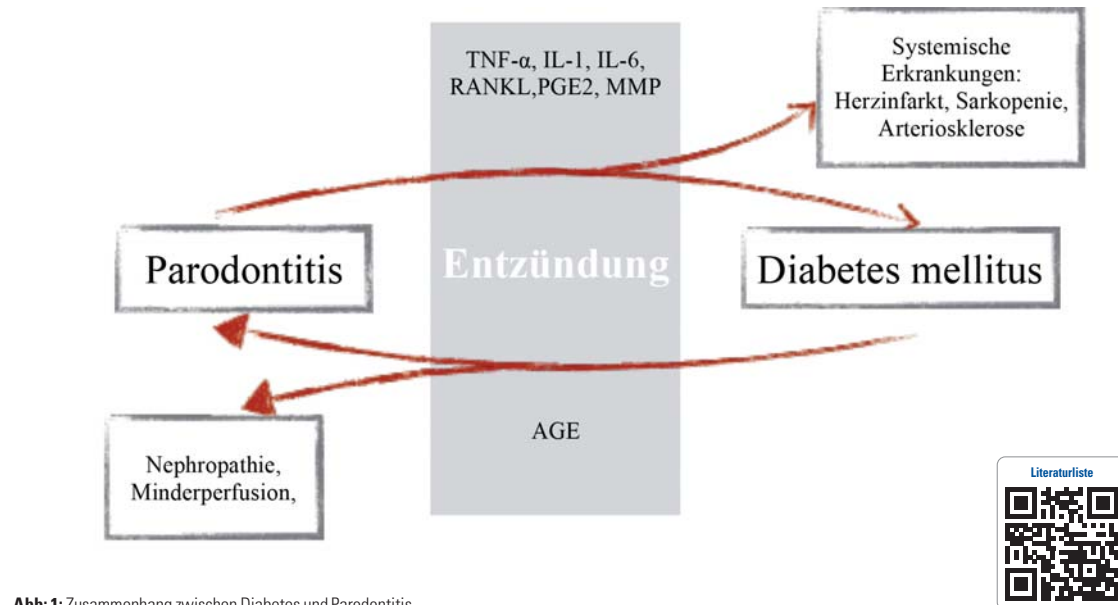 TNF-α, IL-1, IL-6,
RANKL,PGE2, MMP
Systemische
Erkrankungen:
Herzinfarkt, Sarkopenie,
Arteriosklerose
Parodontitis
Entzündung
Diabetes mellitus
AGE
Nephropathie,
Minderperfusion,
Literaturliste
Abb. 1: Zusammenhang zwischen Diabetes und Parodontitis